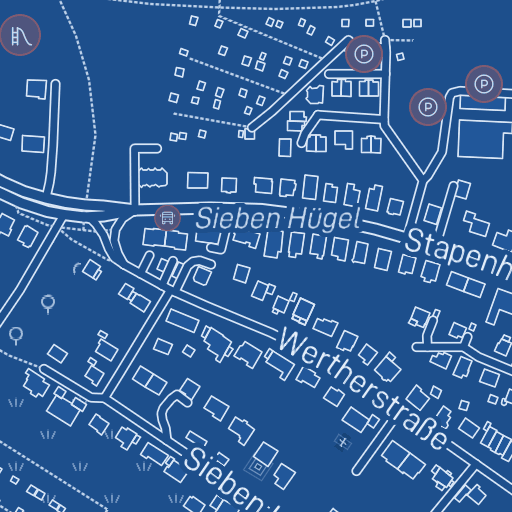 P
P
P
Sieben Hügel
Stapenh
Wertherstraße
Sieben